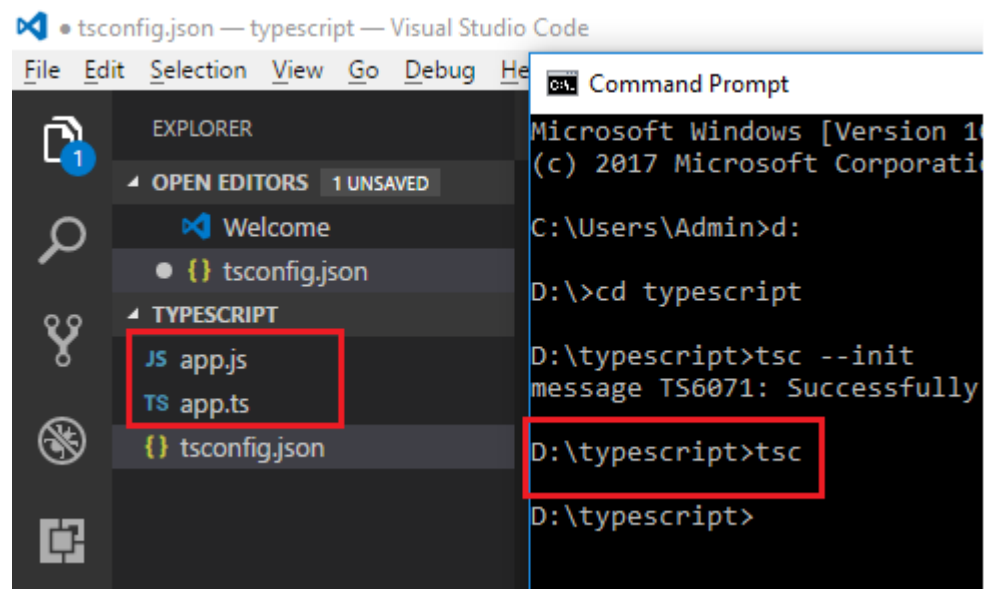 ● tsconfig.json — typescript — Visual Studio Code
File Edit Selection View Go Debug He
EXPLORER
OPEN EDITORS 1 UNSAVED
Welcome
{} tsconfig.json
TYPESCRIPT
JS app.js
TS app.ts
{} tsconfig.json
1
Command Prompt
Microsoft Windows [Version 1
(c) 2017 Microsoft Corporati
C:\Users\Admin>d:
D:\>cd typescript
D:\typescript>tsc --init
message TS6071: Successfully
D:\typescript>tsc
D:\typescript>